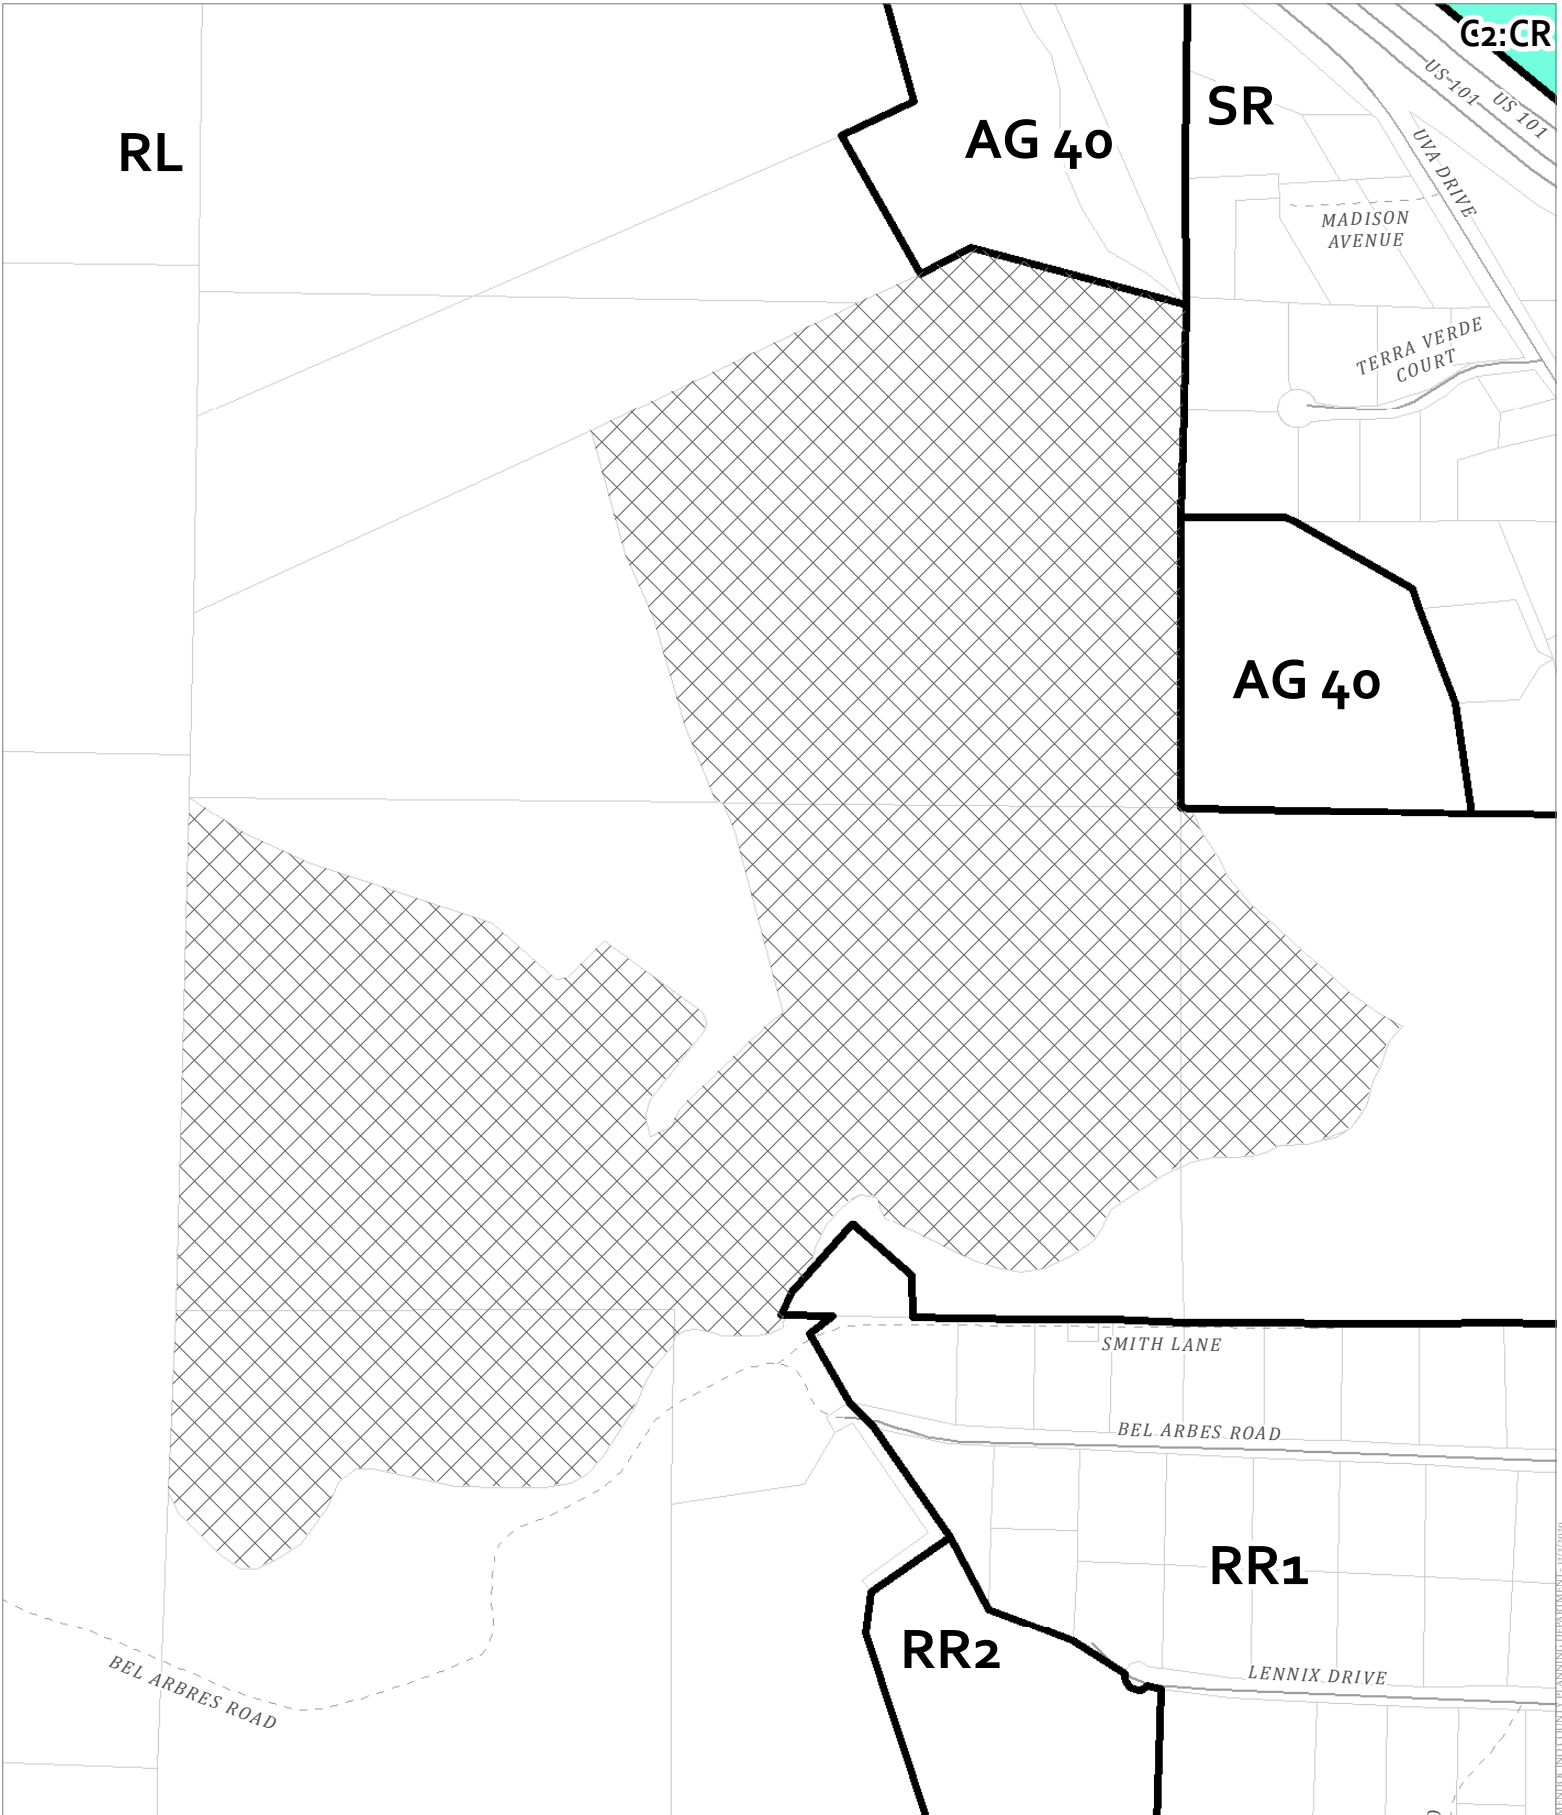 C2:CR
US 101
US 101
RL
AG 40
SR
UVA DRIVE
MADISON
AVENUE
TERRA VERDE
COURT
AG 40
SMITH LANE
BEL ARBES ROAD
RR1
RR2
LENNIX DRIVE
BEL ARBRES ROAD